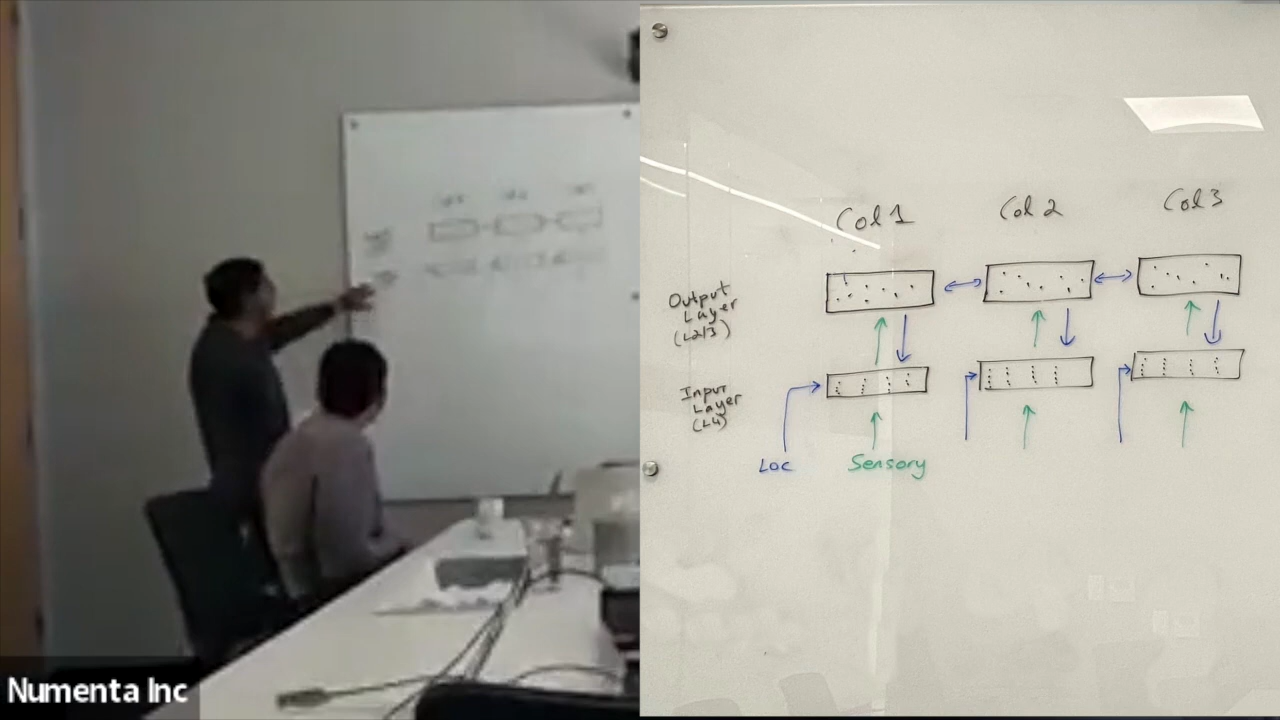 Col 1
Col 2
Col 3
Output
Layer
(L2/3)
Input
Layer
(L4)
Loc
Sensory
Numenta Inc